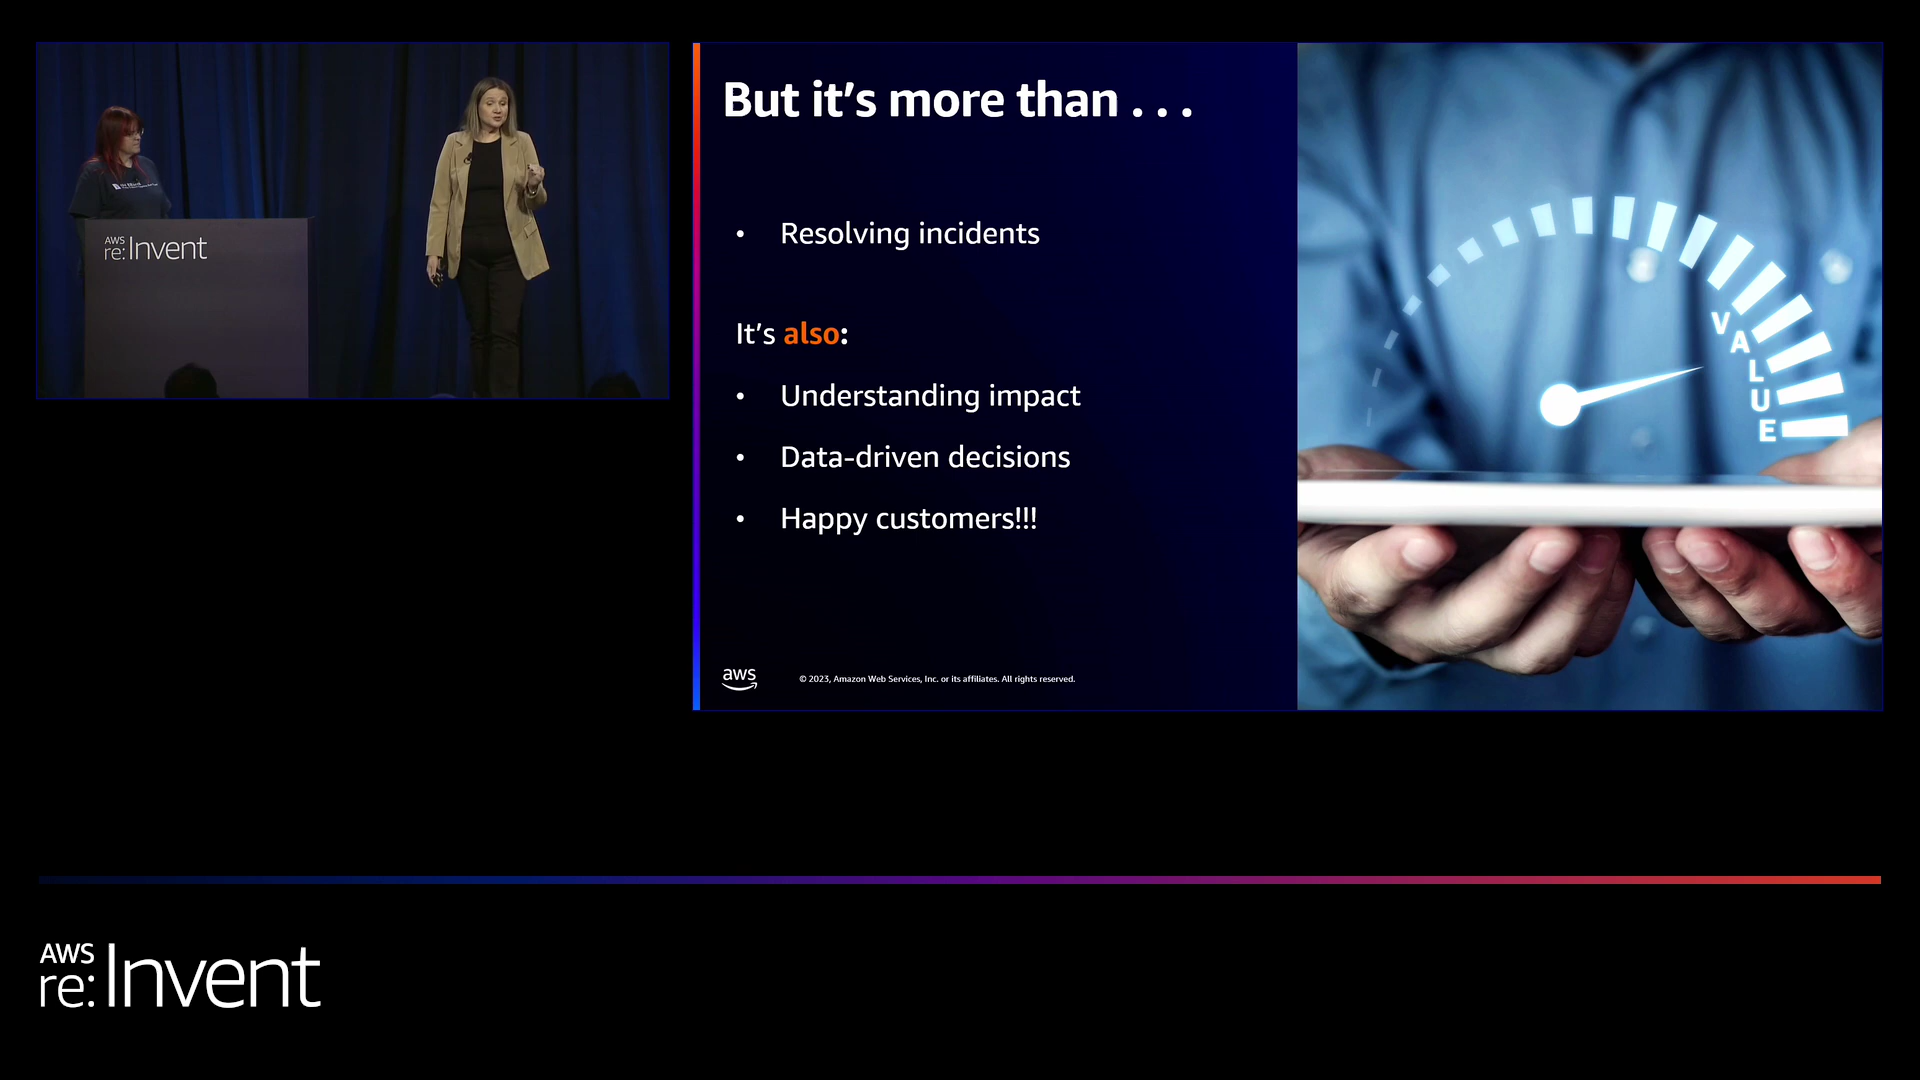 AWS
re:Invent
But it's more than . . .
• Resolving incidents
It's also:
• Understanding impact
• Data-driven decisions
• Happy customers!!!
aws
© 2023, Amazon Web Services, Inc. or its affiliates. All rights reserved.
VALUE
AWS
re:Invent